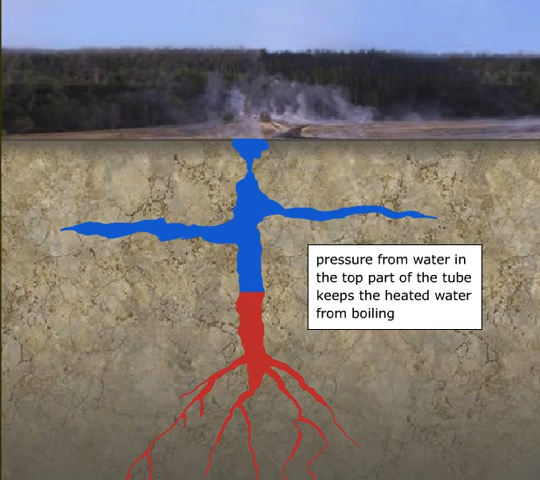 pressure from water in
the top part of the tube
keeps the heated water
from boiling